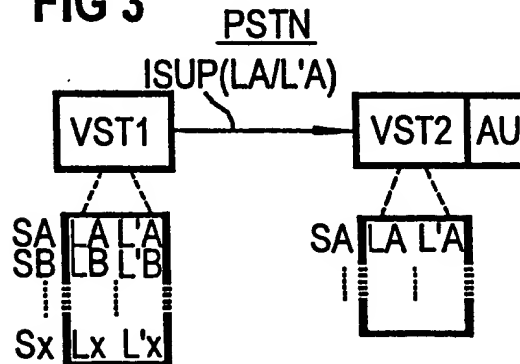 FIG 3
PSTN
ISUP(LA/L'A)
VST1
VST2 AU
SA LA L'A
SB LB L'B
Sx Lx L'x
SA LA L'A